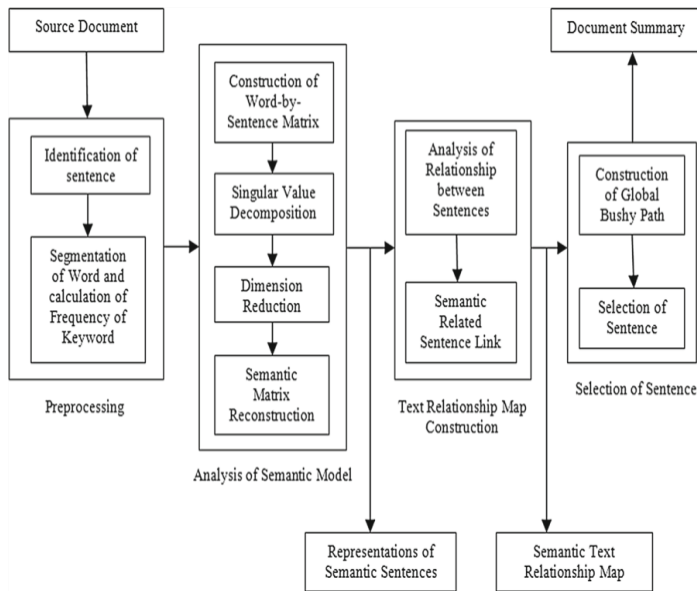 Source Document
Identification of
sentence
Segmentation
of Word and
calculation of
Frequency of
Keyword
Preprocessing
Construction of
Word-by-
Sentence Matrix
Singular Value
Decomposition
Dimension
Reduction
Semantic
Matrix
Reconstruction
Analysis of Semantic Model
Analysis of
Relationship
between
Sentences
Semantic
Related
Sentence Link
Text Relationship Map
Construction
Document Summary
Construction
of Global
Bushy Path
Selection of
Sentence
Selection of Sentence
Representations of
Semantic Sentences
Semantic Text
Relationship Map